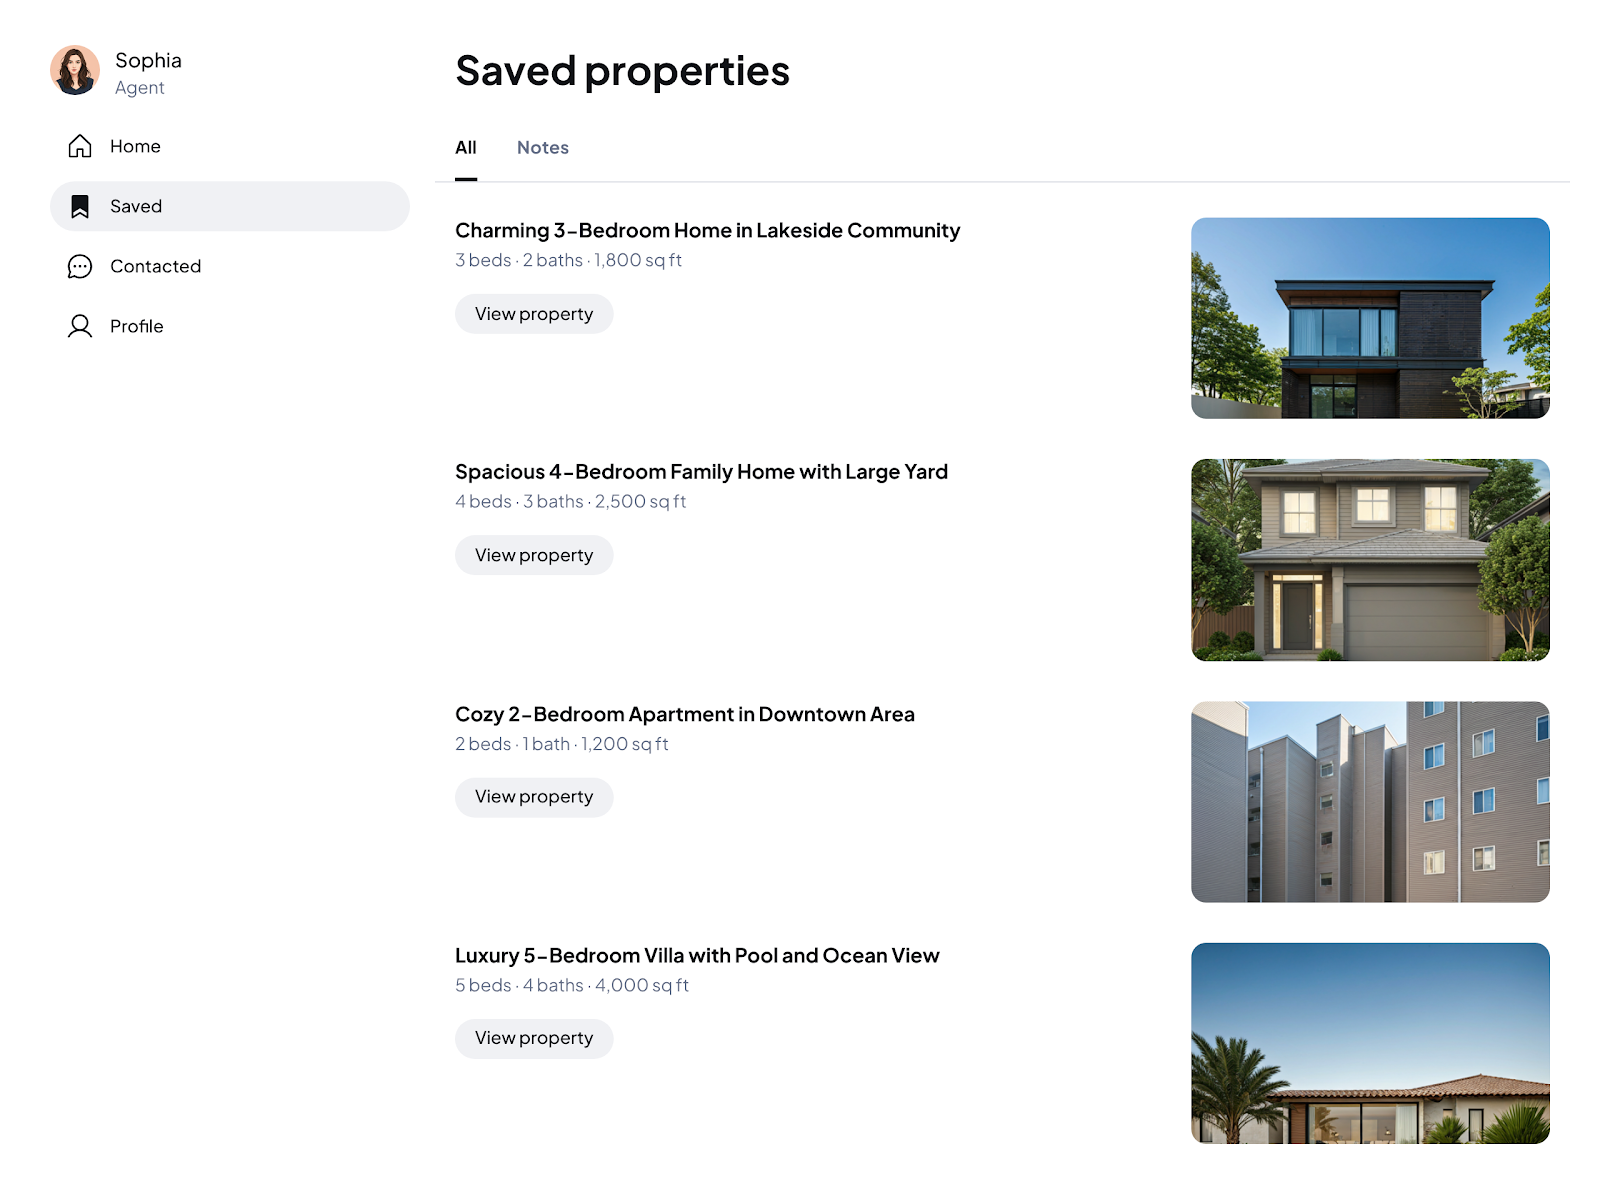 Sophia
Agent
Home
Saved
Contacted
Profile
Saved properties
All
Notes
Charming 3-Bedroom Home in Lakeside Community
3 beds · 2 baths · 1,800 sq ft
View property
Spacious 4-Bedroom Family Home with Large Yard
4 beds · 3 baths · 2,500 sq ft
View property
Cozy 2-Bedroom Apartment in Downtown Area
2 beds · 1 bath · 1,200 sq ft
View property
Luxury 5-Bedroom Villa with Pool and Ocean View
5 beds · 4 baths · 4,000 sq ft
View property